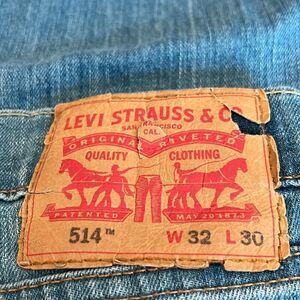 LEVI STRAUSS & CO
SAN FRANCISCO
CAL.
ORIGINAL RIVETED
QUALITY CLOTHING
PATENTED MAY 20 1873
514™ W 32 L 30